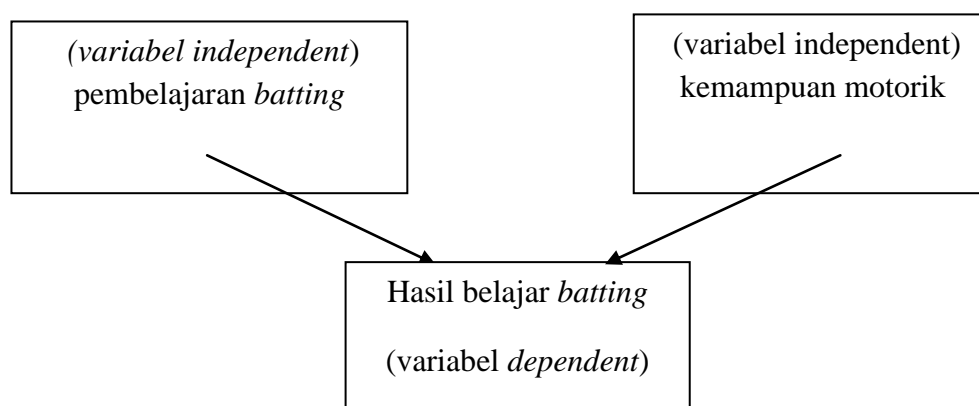 (variabel independent)
pembelajaran batting
(variabel independent)
kemampuan motorik
Hasil belajar batting
(variabel dependent)